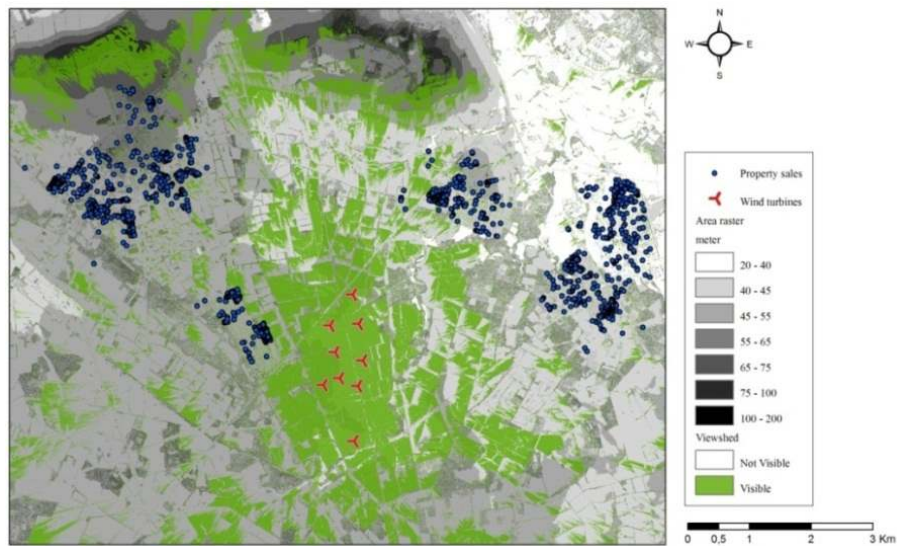 N
W E
S
Property sales
Wind turbines
Area raster
meter
20 - 40
40 - 45
45 - 55
55 - 65
65 - 75
75 - 100
100 - 200
Viewshed
Not Visible
Visible
0 0,5 1 2 3 Km